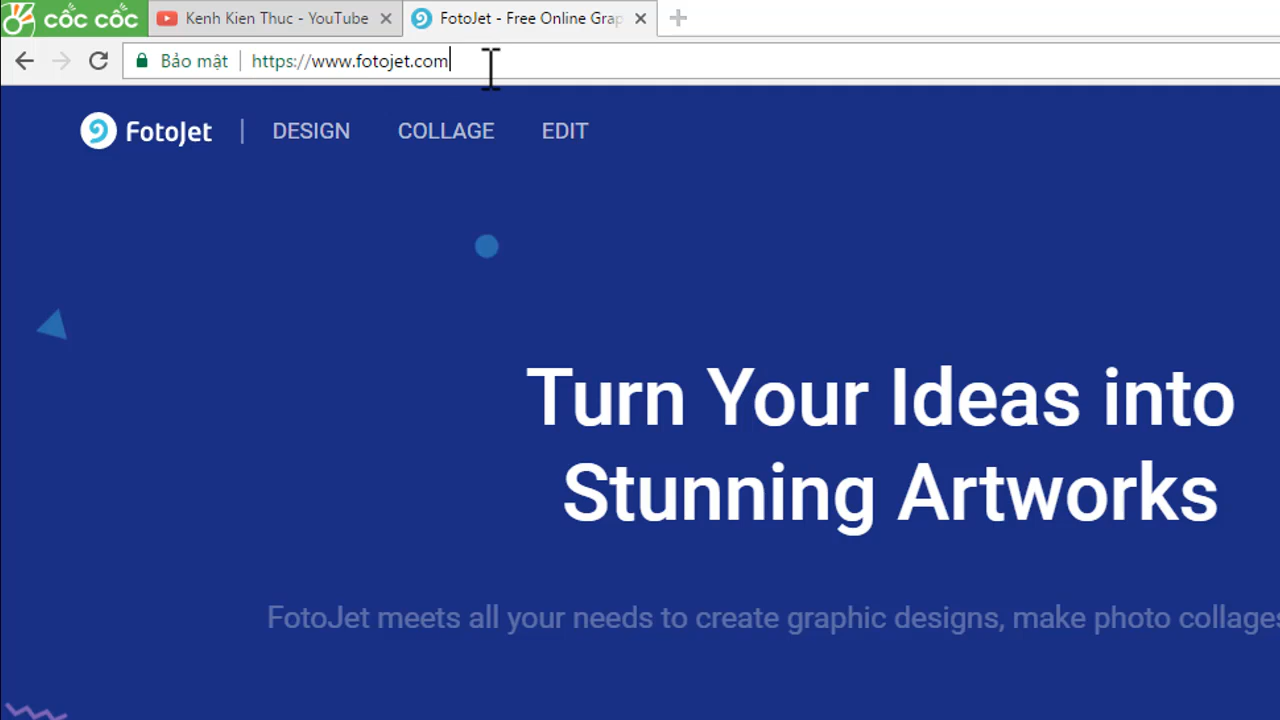 cốc cốc
Kenh Kien Thuc - YouTube
FotoJet - Free Online Grap
Bảo mật
https://www.fotojet.com
FotoJet
DESIGN
COLLAGE
EDIT
Turn Your Ideas into
Stunning Artworks
FotoJet meets all your needs to create graphic designs, make photo collages